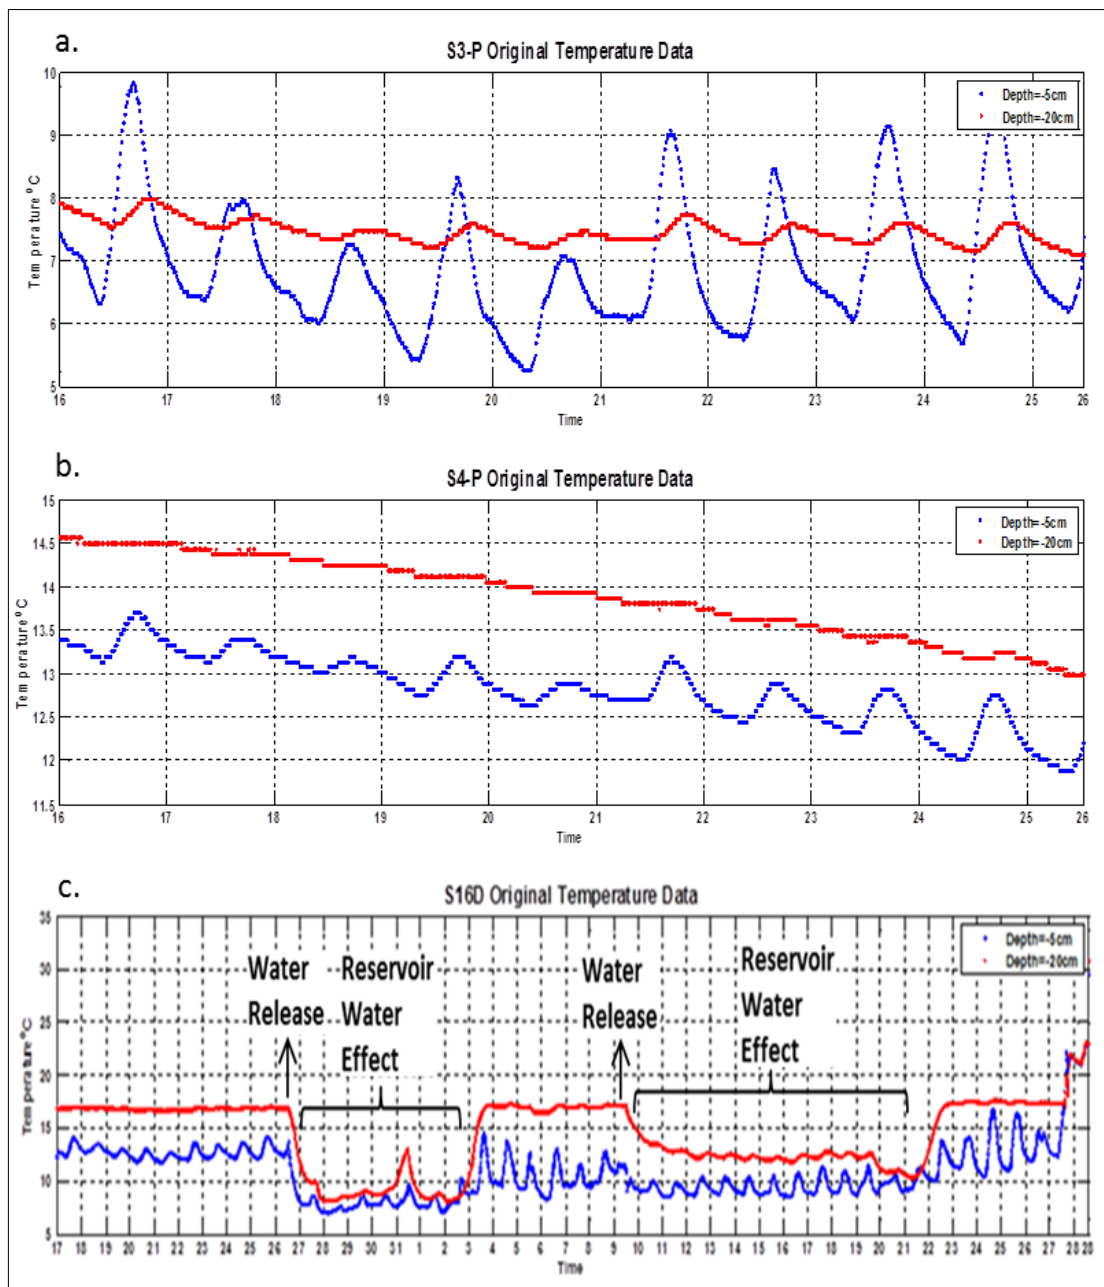 a.
S3-P Original Temperature Data
10
9
8
7
6
5
Temperature °C
Depth=-5cm
Depth=-20cm
16 17 18 19 20 21 22 23 24 25 26
Time
b.
S4-P Original Temperature Data
15
14.5
14
13.5
13
12.5
12
11.5
Temperature °C
Depth=-5cm
Depth=-20cm
16 17 18 19 20 21 22 23 24 25 26
Time
c.
S16D Original Temperature Data
35
30
25
20
15
10
5
Temperature °C
Depth=-5cm
Depth=-20cm
Water
Release
Reservoir
Water
Effect
Water
Release
Reservoir
Water
Effect
17 18 19 20 21 22 23 24 25 26 27 28 29 30 31 1 2 3 4 5 6 7 8 9 10 11 12 13 14 15 16 17 18 19 20 21 22 23 24 25 26 27 28 28
Time